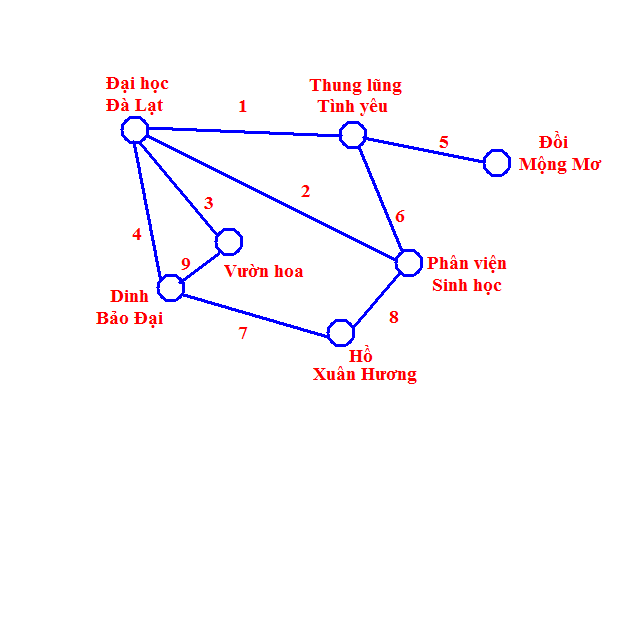 Đại học
Đà Lạt
1
Thung lũng
Tình yêu
5
Đồi
Mộng Mơ
2
3
4
6
9
Vườn hoa
Phân viện
Sinh học
Dinh
Bảo Đại
7
8
Hồ
Xuân Hương